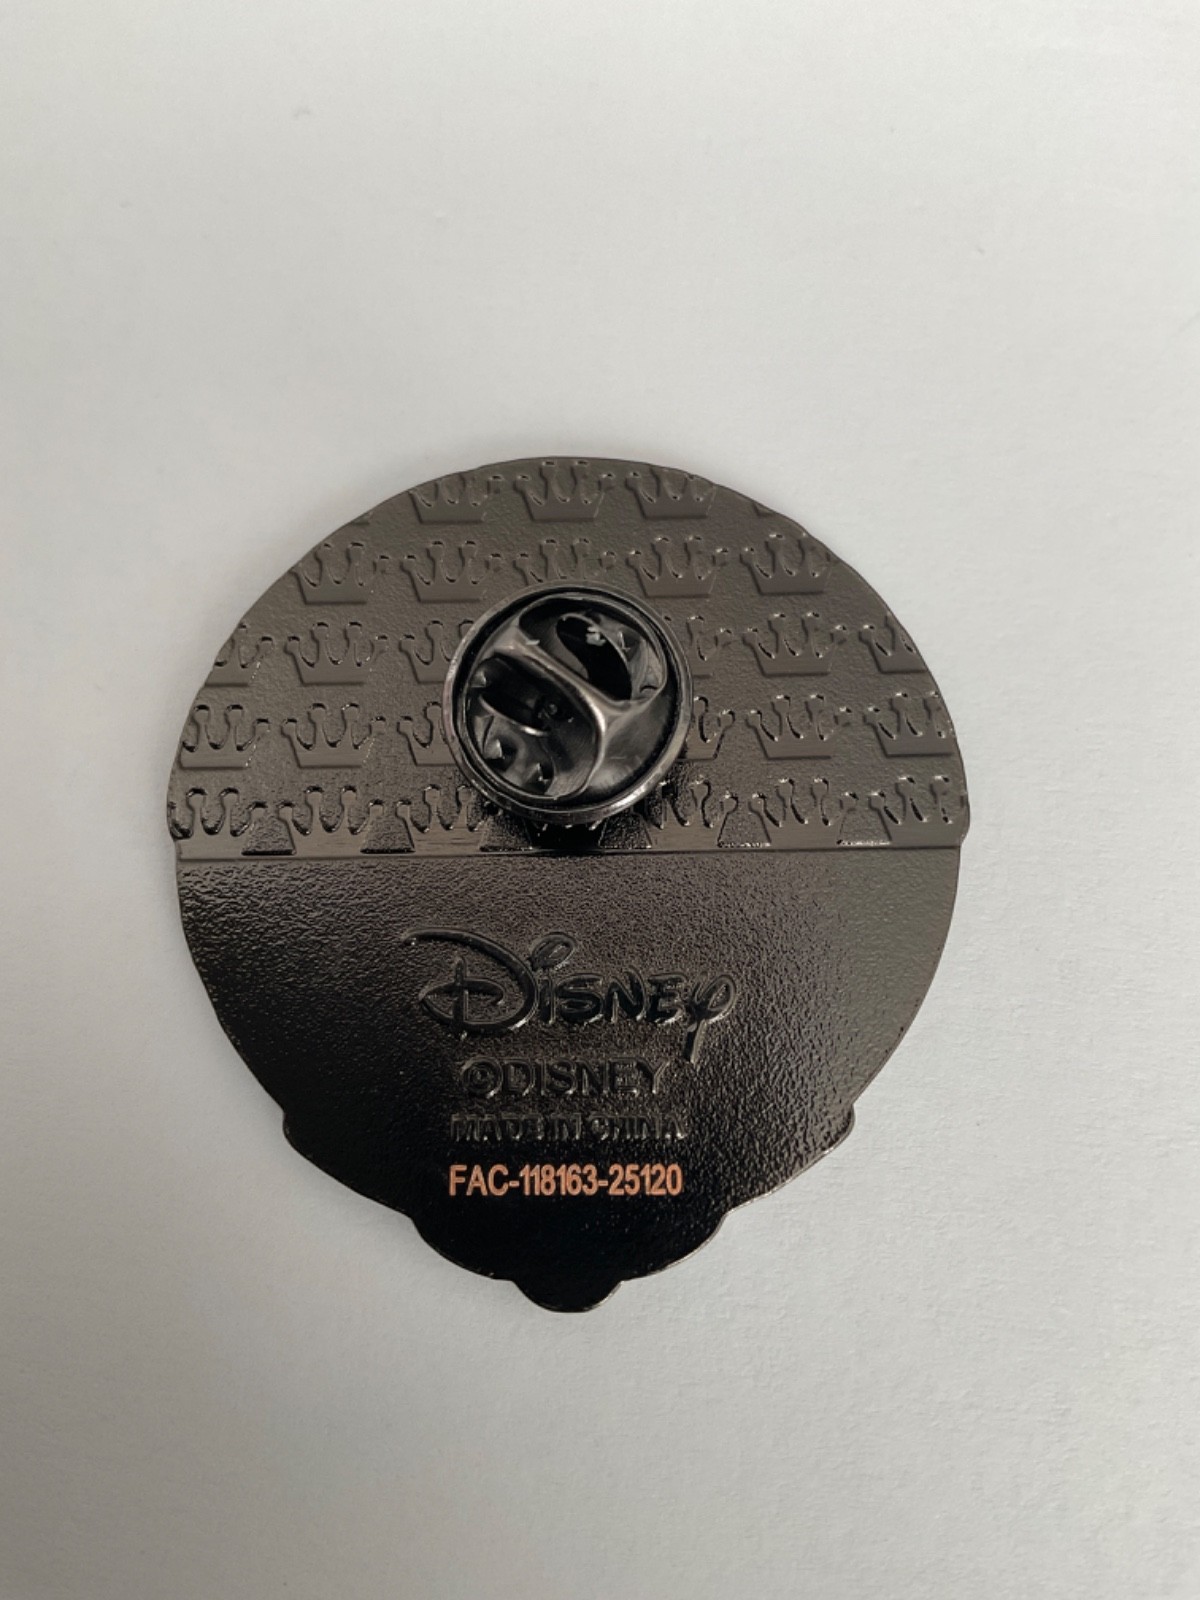 Disney
©DISNEY
MADE IN CHINA
FAC-118163-25120